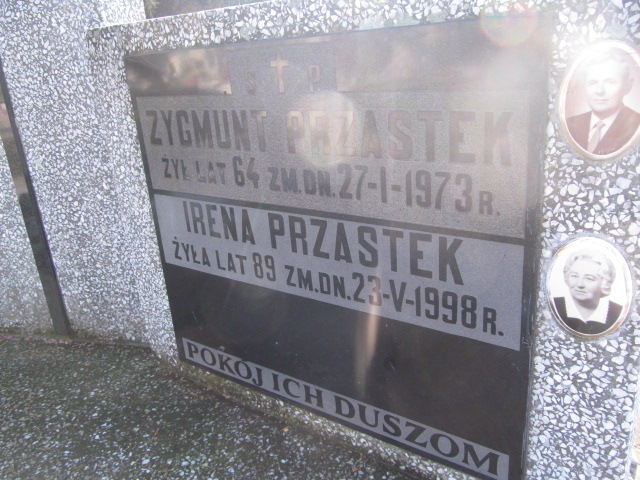 Ś P
ZYGMUNT PRZASTEK
ŻYŁ LAT 64 ZM.DN. 27-I-1973 R.
IRENA PRZASTEK
ŻYŁA LAT 89 ZM.DN. 23-V-1998 R.
POKÓJ ICH DUSZOM